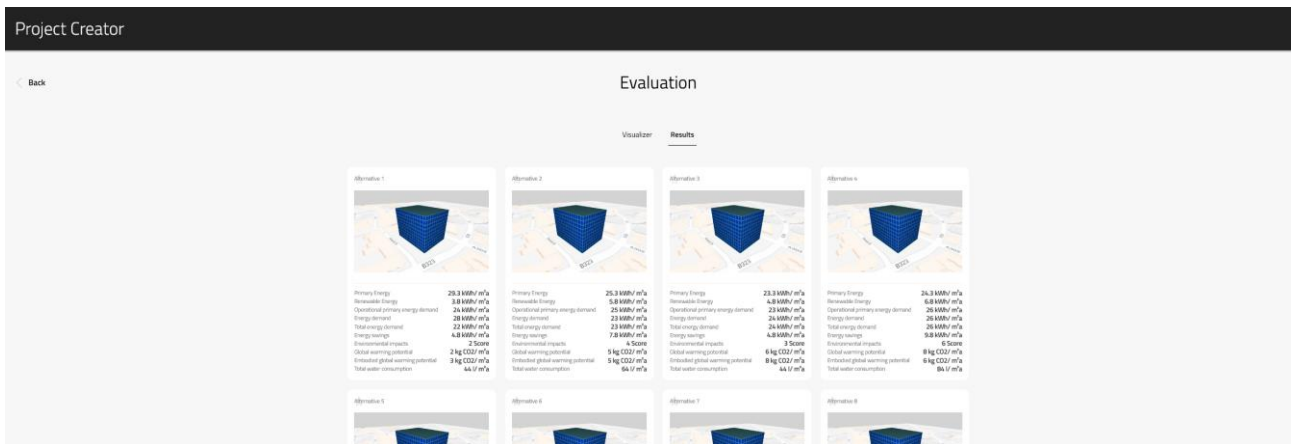 Project Creator
Back
Evaluation
Visualizer Results
Alternative 1
B323
Primary Energy 29.3 kWh/ m²a
Renewable Energy 3.8 kWh/ m²a
Operational primary energy demand 24 kWh/ m²a
Energy demand 28 kWh/ m²a
Total energy demand 22 kWh/ m²a
Energy savings 4.8 kWh/ m²a
Environmental impacts 2 Score
Global warming potential 2 kg CO2/ m²a
Embodied global warming potential 3 kg CO2/ m²a
Total water consumption 44 l/ m²a
Alternative 2
B323
Primary Energy 25.3 kWh/ m²a
Renewable Energy 5.8 kWh/ m²a
Operational primary energy demand 25 kWh/ m²a
Energy demand 23 kWh/ m²a
Total energy demand 23 kWh/ m²a
Energy savings 7.8 kWh/ m²a
Environmental impacts 4 Score
Global warming potential 5 kg CO2/ m²a
Embodied global warming potential 5 kg CO2/ m²a
Total water consumption 64 l/ m²a
Alternative 3
B323
Primary Energy 23.3 kWh/ m²a
Renewable Energy 4.8 kWh/ m²a
Operational primary energy demand 23 kWh/ m²a
Energy demand 24 kWh/ m²a
Total energy demand 24 kWh/ m²a
Energy savings 4.8 kWh/ m²a
Environmental impacts 3 Score
Global warming potential 6 kg CO2/ m²a
Embodied global warming potential 8 kg CO2/ m²a
Total water consumption 44 l/ m²a
Alternative 4
B323
Primary Energy 24.3 kWh/ m²a
Renewable Energy 6.8 kWh/ m²a
Operational primary energy demand 26 kWh/ m²a
Energy demand 26 kWh/ m²a
Total energy demand 26 kWh/ m²a
Energy savings 9.8 kWh/ m²a
Environmental impacts 6 Score
Global warming potential 8 kg CO2/ m²a
Embodied global warming potential 6 kg CO2/ m²a
Total water consumption 84 l/ m²a
Alternative 5
Alternative 6
Alternative 7
Alternative 8